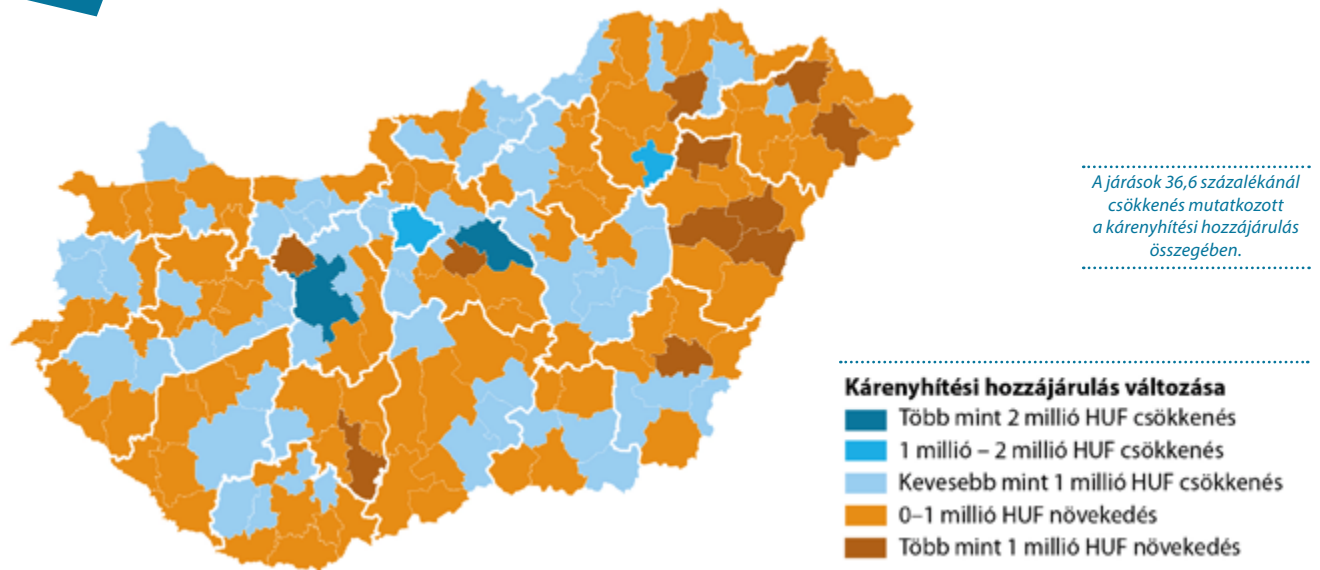 A járások 36,6 százalékánál
csökkenés mutatkozott
a kárenyhítési hozzájárulás
összegében.
Kárenyhítési hozzájárulás változása
Több mint 2 millió HUF csökkenés
1 millió – 2 millió HUF csökkenés
Kevesebb mint 1 millió HUF csökkenés
0–1 millió HUF növekedés
Több mint 1 millió HUF növekedés